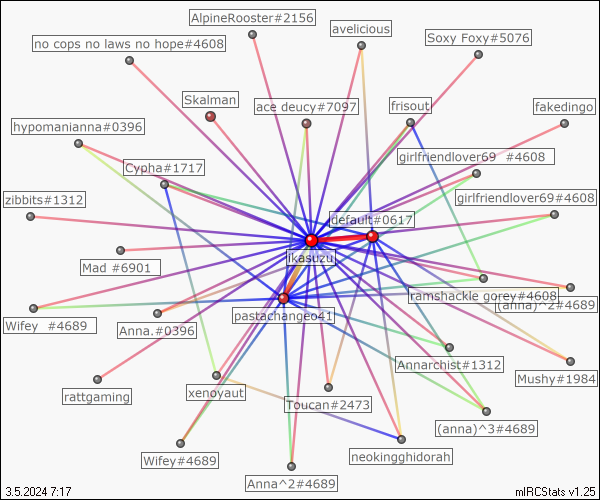 AlpineRooster#2156
avelicious
no cops no laws no hope#4608
Soxy Foxy#5076
Skalman
ace deucy#7097
frisout
fakedingo
hypomanianna#0396
girlfriendlover69 #4608
Cypha#1717
zibbits#1312
girlfriendlover69#4608
default#0617
ikasuzu
Mad #6901
ramshackle gorey#4608
(anna)^2#4689
Wifey #4689
Anna.#0396
pastachangeo41
Annarchist#1312
Mushy#1984
rattgaming
xenoyaut
Toucan#2473
(anna)^3#4689
Wifey#4689
neokingghidorah
Anna^2#4689
3.5.2024 7:17
mIRCStats v1.25